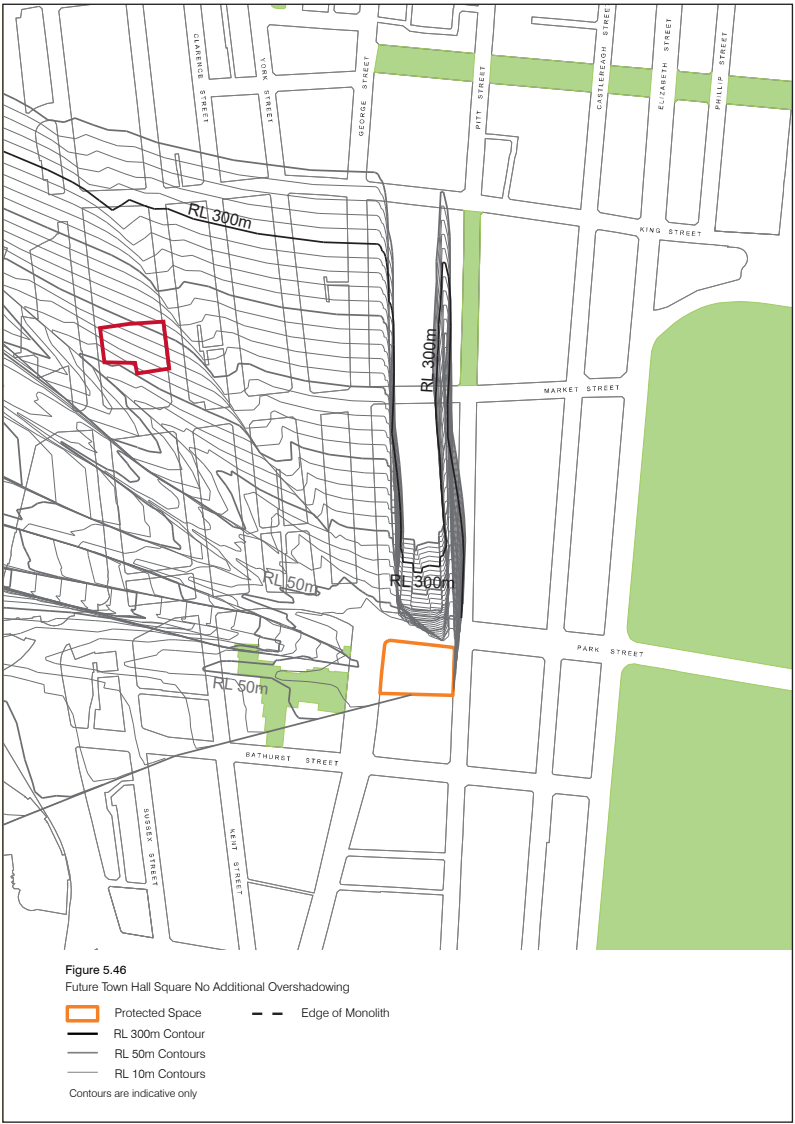 CLARENCE STREET
YORK STREET
GEORGE STREET
PITT STREET
CASTLEREAGH STREE
ELIZABETH STREET
PHILLIP STREET
RL 300m
KING STREET
RL 300m
MARKET STREET
RL 50m
RL 300m
PARK STREET
RL 50m
BATHURST STREET
SUSSEX STREET
KENT STREET
Figure 5.46
Future Town Hall Square No Additional Overshadowing
Protected Space
Edge of Monolith
RL 300m Contour
RL 50m Contours
RL 10m Contours
Contours are indicative only